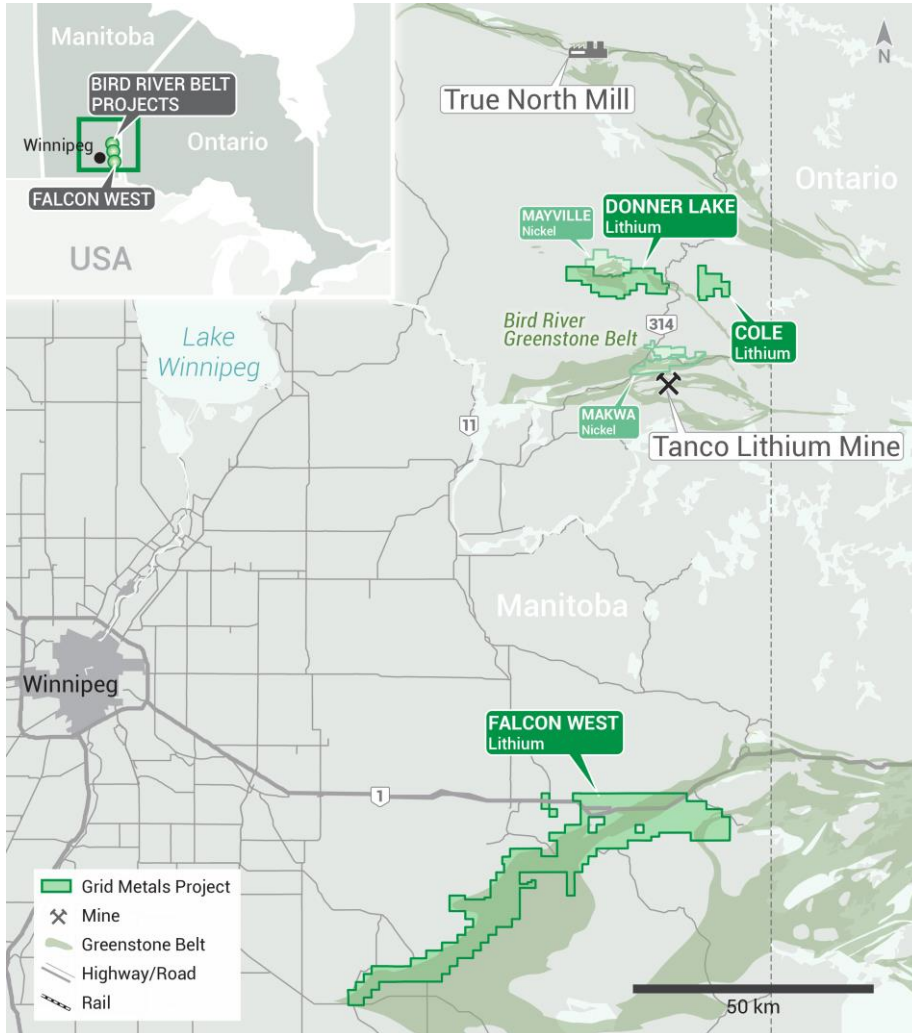 Manitoba
BIRD RIVER BELT
PROJECTS
Winnipeg
Ontario
FALCON WEST
USA
N
True North Mill
Ontario
MAYVILLE
Nickel
DONNER LAKE
Lithium
Lake
Winnipeg
Bird River
Greenstone Belt
314
COLE
Lithium
MAKWA
Nickel
11
Tanco Lithium Mine
Manitoba
Winnipeg
FALCON WEST
Lithium
1
Grid Metals Project
Mine
Greenstone Belt
Highway/Road
Rail
50 km